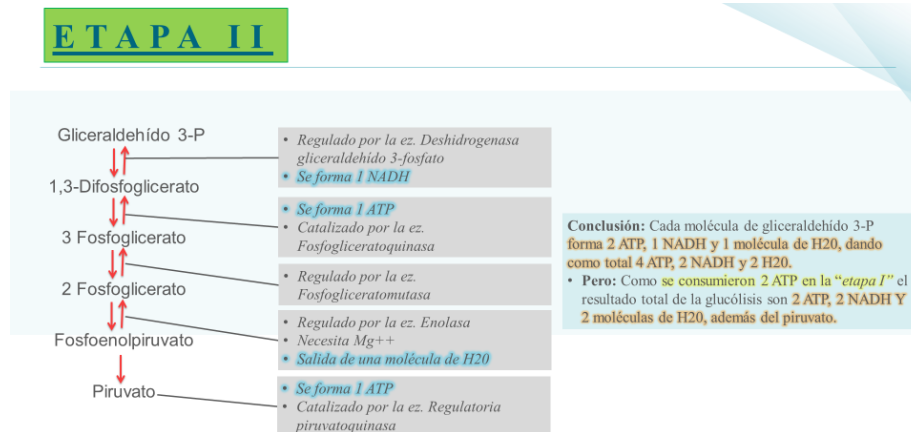 ETAPA II
Gliceraldehído 3-P
1,3-Difosfoglicerato
3 Fosfoglicerato
2 Fosfoglicerato
Fosfoenolpiruvato
Piruvato
• Regulado por la ez. Deshidrogenasa
gliceraldehído 3-fosfato
• Se forma 1 NADH
• Se forma 1 ATP
• Catalizado por la ez.
Fosfogliceratoquinasa
• Regulado por la ez.
Fosfogliceratomutasa
• Regulado por la ez. Enolasa
• Necesita Mg++
• Salida de una molécula de H20
• Se forma 1 ATP
• Catalizado por la ez. Regulatoria
piruvatoquinasa
Conclusión: Cada molécula de gliceraldehído 3-P
forma 2 ATP, 1 NADH y 1 molécula de H20, dando
como total 4 ATP, 2 NADH y 2 H20.
• Pero: Como se consumieron 2 ATP en la “etapa I” el
resultado total de la glucólisis son 2 ATP, 2 NADH Y
2 moléculas de H20, además del piruvato.